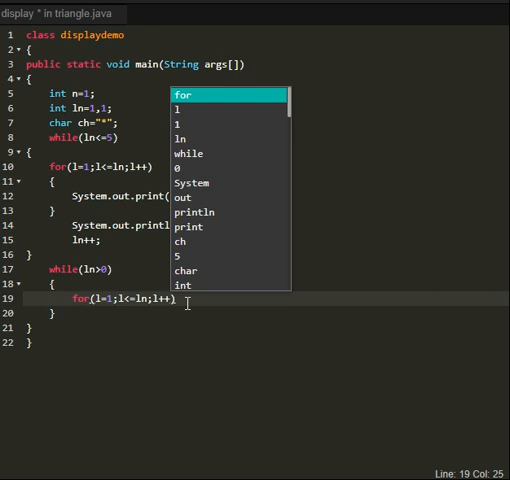 display * in triangle.java
1 class displaydemo
2 {
3 public static void main(String args[])
4 {
5 int n=1;
6 int ln=1,1;
7 char ch="*";
8 while(ln<=5)
9 {
10 for(l=1;l<=ln;l++)
11 {
12 System.out.print(
13 }
14 System.out.printl
15 ln++;
16 }
17 while(ln>0)
18 {
19 for(l=1;l<=ln;l++)
20 }
21 }
22 }
for
l
1
ln
while
0
System
out
println
print
ch
5
char
int
Line: 19 Col: 25